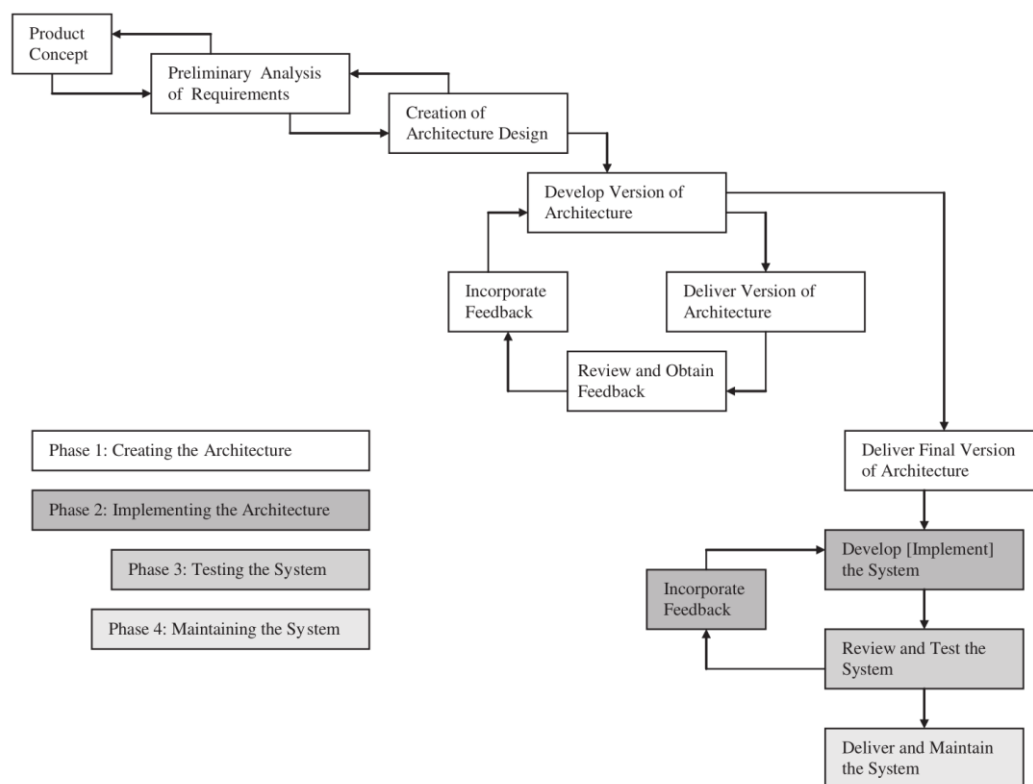 Product
Concept
Preliminary Analysis
of Requirements
Creation of
Architecture Design
Develop Version of
Architecture
Incorporate
Feedback
Deliver Version of
Architecture
Review and Obtain
Feedback
Phase 1: Creating the Architecture
Phase 2: Implementing the Architecture
Phase 3: Testing the System
Phase 4: Maintaining the System
Deliver Final Version
of Architecture
Develop [Implement]
the System
Incorporate
Feedback
Review and Test the
System
Deliver and Maintain
the System